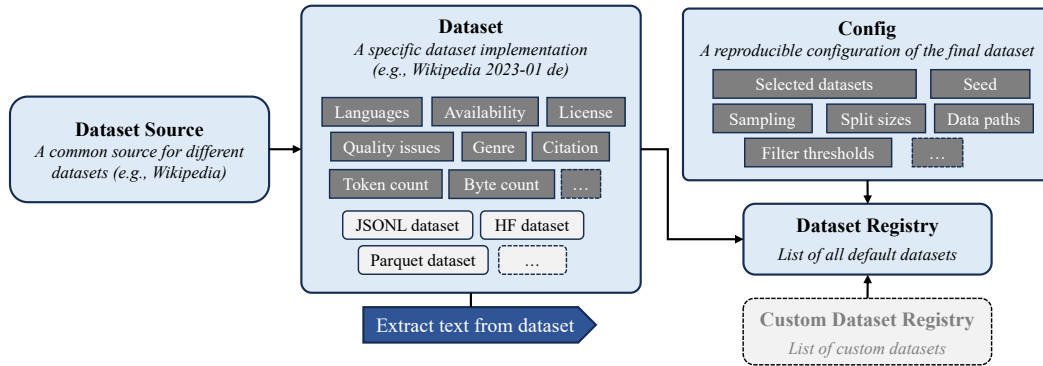 Dataset Source
A common source for different
datasets (e.g., Wikipedia)
Dataset
A specific dataset implementation
(e.g., Wikipedia 2023-01 de)
Languages
Availability
License
Quality issues
Genre
Citation
Token count
Byte count
…
JSONL dataset
HF dataset
Parquet dataset
…
Extract text from dataset
Config
A reproducible configuration of the final dataset
Selected datasets
Seed
Sampling
Split sizes
Data paths
Filter thresholds
…
Dataset Registry
List of all default datasets
Custom Dataset Registry
List of custom datasets